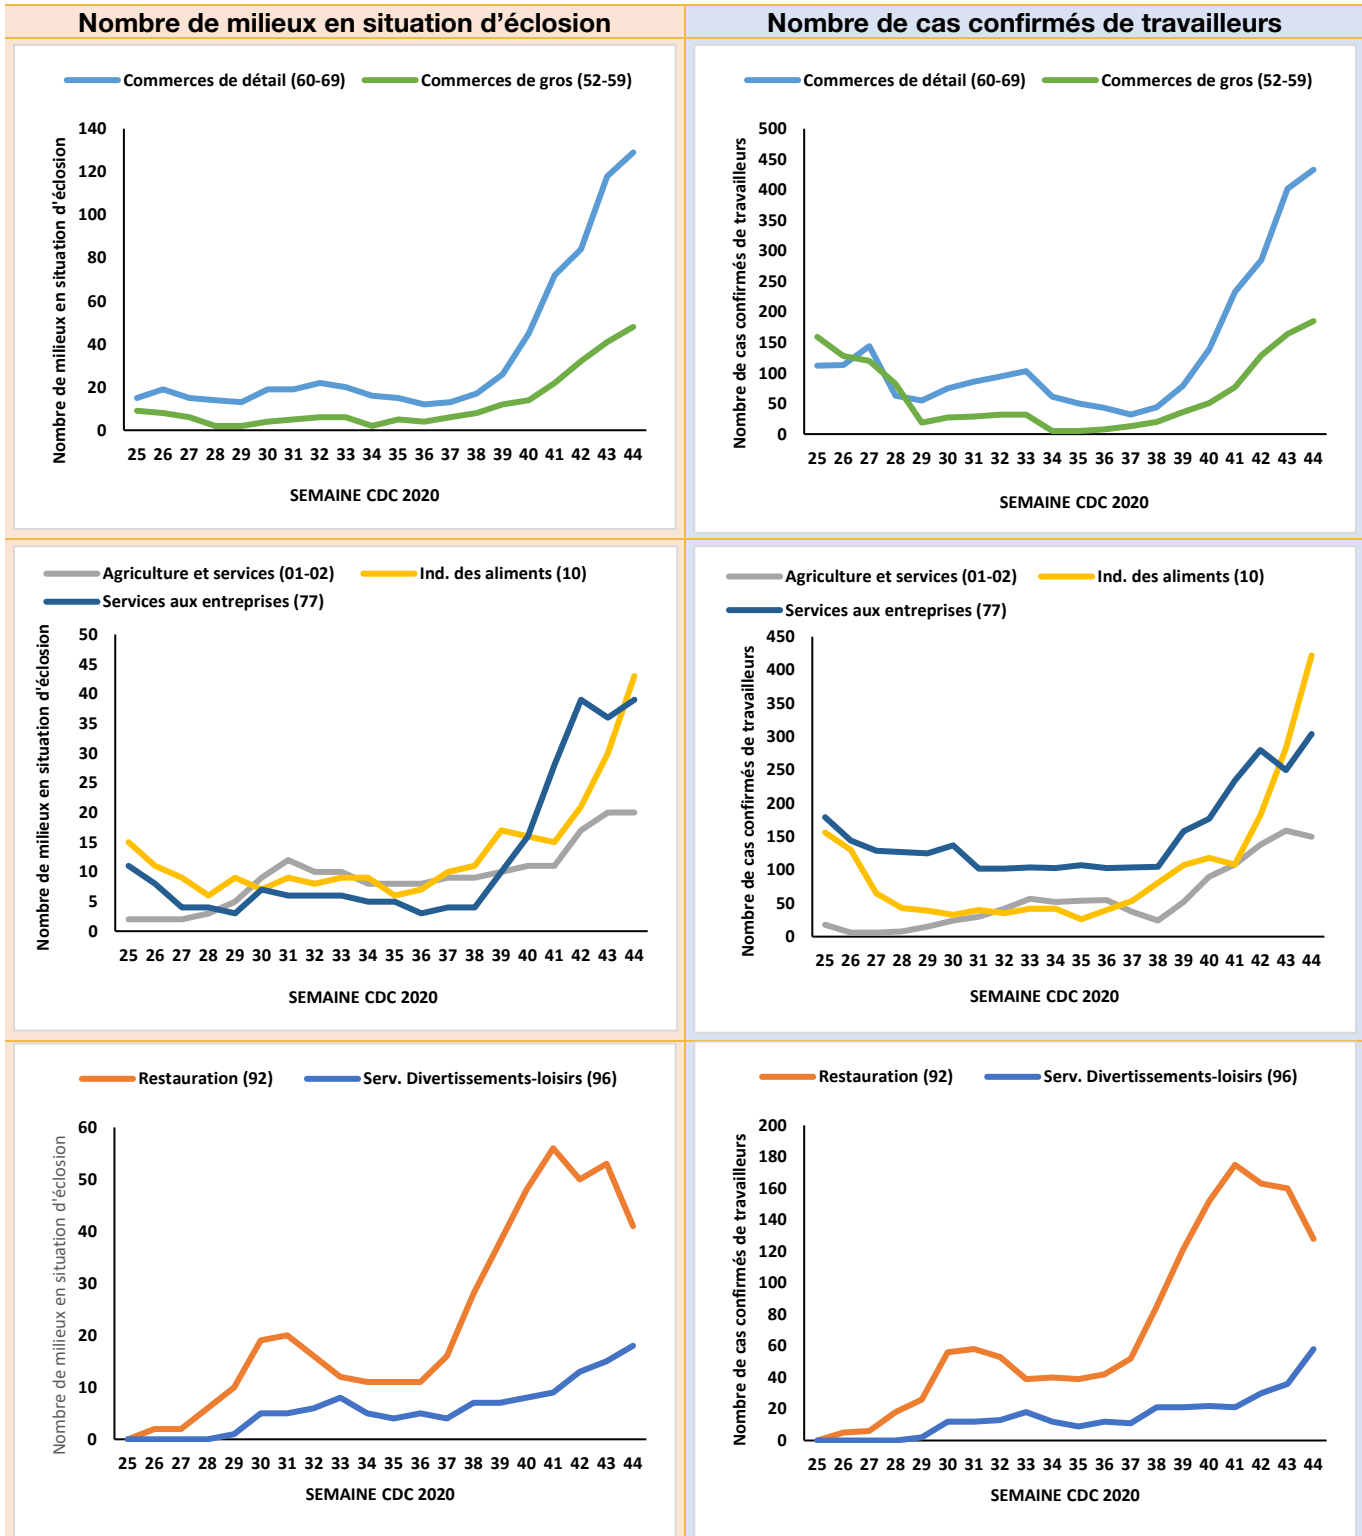 Nombre de milieux en situation d’éclosion
Nombre de cas confirmés de travailleurs
Commerces de détail (60-69) Commerces de gros (52-59)
Nombre de milieux en situation d'éclosion
140
120
100
80
60
40
20
0
25 26 27 28 29 30 31 32 33 34 35 36 37 38 39 40 41 42 43 44
SEMAINE CDC 2020
Commerces de détail (60-69) Commerces de gros (52-59)
Nombre de cas confirmés de travailleurs
500
450
400
350
300
250
200
150
100
50
0
25 26 27 28 29 30 31 32 33 34 35 36 37 38 39 40 41 42 43 44
SEMAINE CDC 2020
Agriculture et services (01-02) Ind. des aliments (10)
Services aux entreprises (77)
Nombre de milieux en situation d'éclosion
50
45
40
35
30
25
20
15
10
5
0
25 26 27 28 29 30 31 32 33 34 35 36 37 38 39 40 41 42 43 44
SEMAINE CDC 2020
Agriculture et services (01-02) Ind. des aliments (10)
Services aux entreprises (77)
Nombre de cas confirmés de travailleurs
450
400
350
300
250
200
150
100
50
0
25 26 27 28 29 30 31 32 33 34 35 36 37 38 39 40 41 42 43 44
SEMAINE CDC 2020
Restauration (92) Serv. Divertissements-loisirs (96)
Nombre de milieux en situation d'éclosion
60
50
40
30
20
10
0
25 26 27 28 29 30 31 32 33 34 35 36 37 38 39 40 41 42 43 44
SEMAINE CDC 2020
Restauration (92) Serv. Divertissements-loisirs (96)
Nombre de cas confirmés de travailleurs
200
180
160
140
120
100
80
60
40
20
0
25 26 27 28 29 30 31 32 33 34 35 36 37 38 39 40 41 42 43 44
SEMAINE CDC 2020